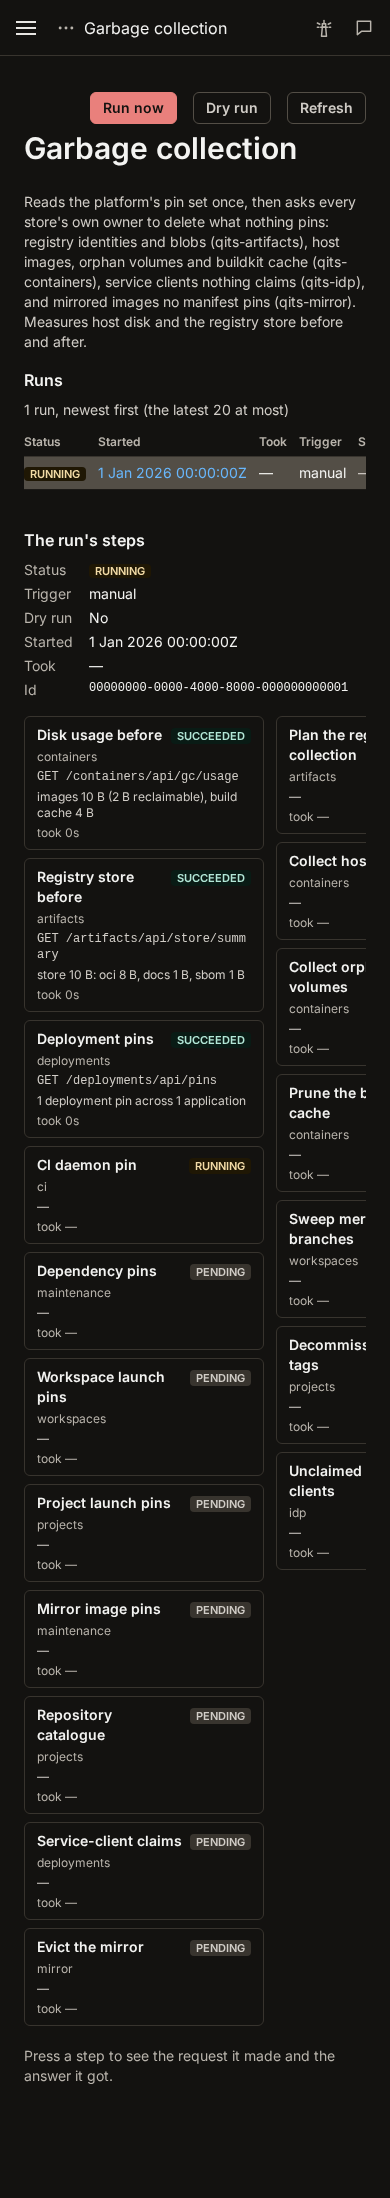 Garbage collection
Run now
Dry run
Refresh
Garbage collection
Reads the platform's pin set once, then asks every
store's own owner to delete what nothing pins:
registry identities and blobs (qits-artifacts), host
images, orphan volumes and buildkit cache (qits-
containers), service clients nothing claims (qits-idp),
and mirrored images no manifest pins (qits-mirror).
Measures host disk and the registry store before
and after.
Runs
1 run, newest first (the latest 20 at most)
Status Started Took Trigger S
RUNNING 1 Jan 2026 00:00:00Z — manual —
The run's steps
Status RUNNING
Trigger manual
Dry run No
Started 1 Jan 2026 00:00:00Z
Took —
Id 00000000-0000-4000-8000-000000000001
Disk usage before SUCCEEDED
containers
GET /containers/api/gc/usage
images 10 B (2 B reclaimable), build
cache 4 B
took 0s
Registry store SUCCEEDED
before
artifacts
GET /artifacts/api/store/summ
ary
store 10 B: oci 8 B, docs 1 B, sbom 1 B
took 0s
Deployment pins SUCCEEDED
deployments
GET /deployments/api/pins
1 deployment pin across 1 application
took 0s
CI daemon pin RUNNING
ci
—
took —
Dependency pins PENDING
maintenance
—
took —
Workspace launch PENDING
pins
workspaces
—
took —
Project launch pins PENDING
projects
—
took —
Mirror image pins PENDING
maintenance
—
took —
Repository PENDING
catalogue
projects
—
took —
Service-client claims PENDING
deployments
—
took —
Evict the mirror PENDING
mirror
—
took —
Plan the reg
collection
artifacts
—
took —
Collect hos
containers
—
took —
Collect orp
volumes
containers
—
took —
Prune the b
cache
containers
—
took —
Sweep mer
branches
workspaces
—
took —
Decommiss
tags
projects
—
took —
Unclaimed
clients
idp
—
took —
Press a step to see the request it made and the
answer it got.